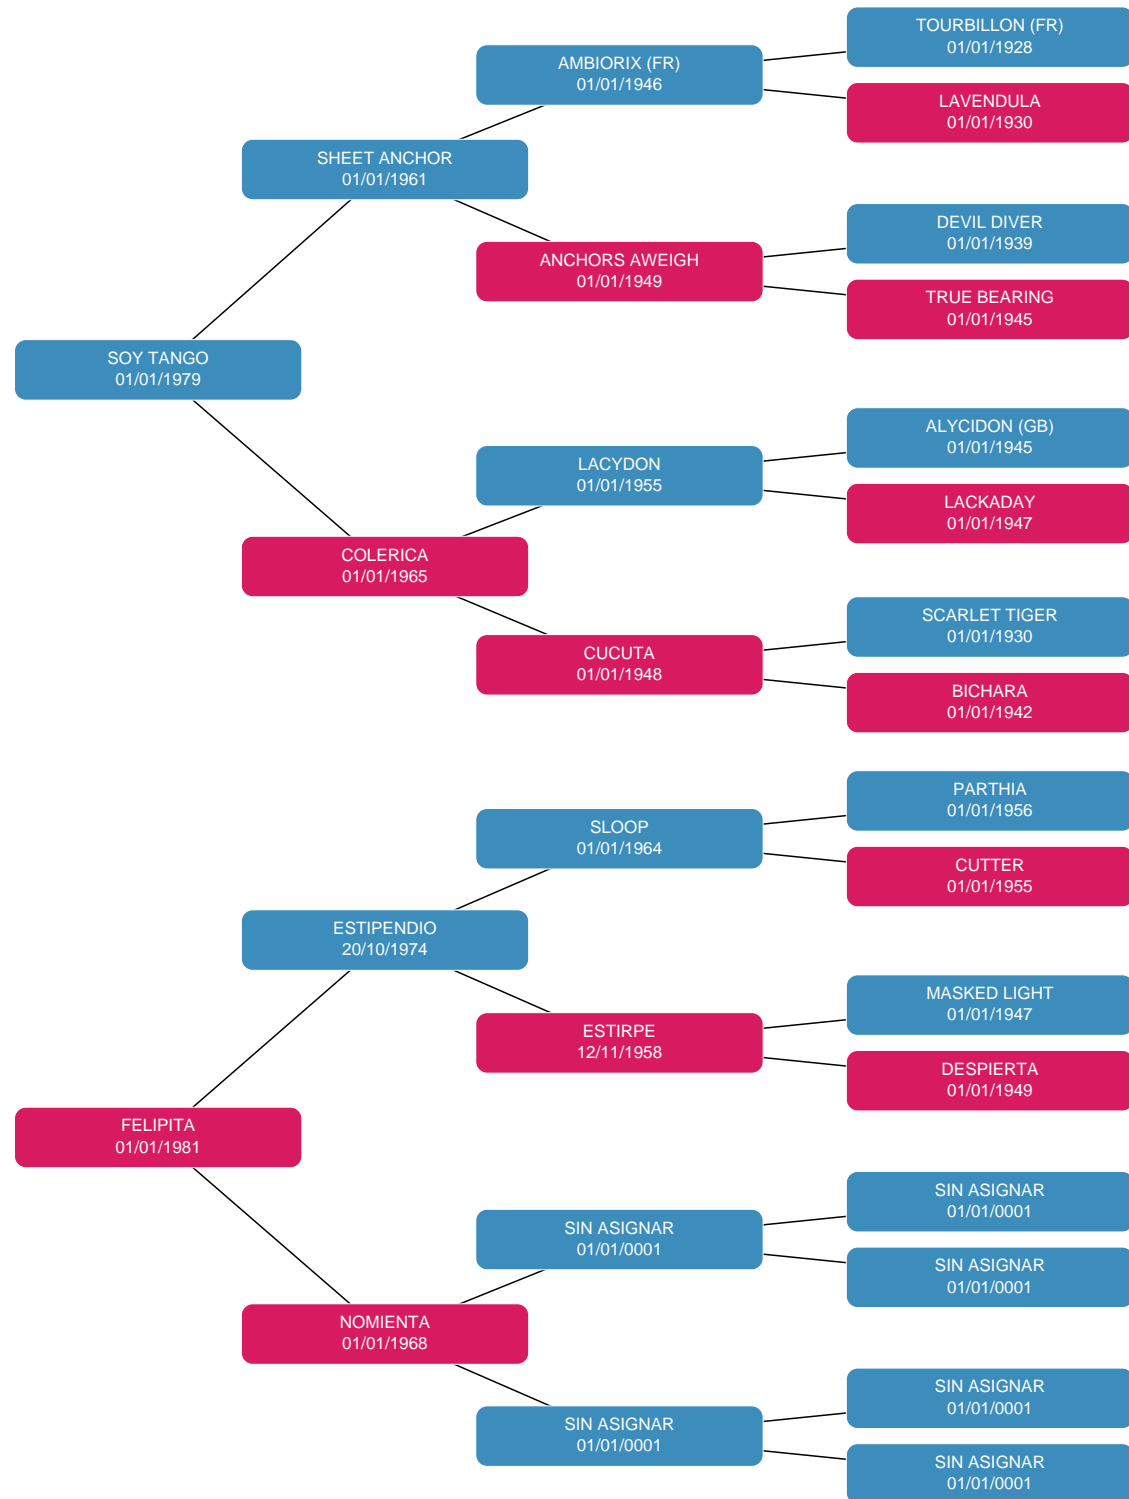 TOURBILLON (FR)
01/01/1928
AMBIORIX (FR)
01/01/1946
LAVENDULA
01/01/1930
SHEET ANCHOR
01/01/1961
DEVIL DIVER
01/01/1939
ANCHORS AWEIGH
01/01/1949
TRUE BEARING
01/01/1945
SOY TANGO
01/01/1979
ALYCIDON (GB)
01/01/1945
LACYDON
01/01/1955
LACKADAY
01/01/1947
COLERICA
01/01/1965
SCARLET TIGER
01/01/1930
CUCUTA
01/01/1948
BICHARA
01/01/1942
PARTHIA
01/01/1956
SLOOP
01/01/1964
CUTTER
01/01/1955
ESTIPENDIO
20/10/1974
MASKED LIGHT
01/01/1947
ESTIRPE
12/11/1958
DESPIERTA
01/01/1949
FELIPITA
01/01/1981
SIN ASIGNAR
01/01/0001
SIN ASIGNAR
01/01/0001
SIN ASIGNAR
01/01/0001
NOMIENTA
01/01/1968
SIN ASIGNAR
01/01/0001
SIN ASIGNAR
01/01/0001
SIN ASIGNAR
01/01/0001